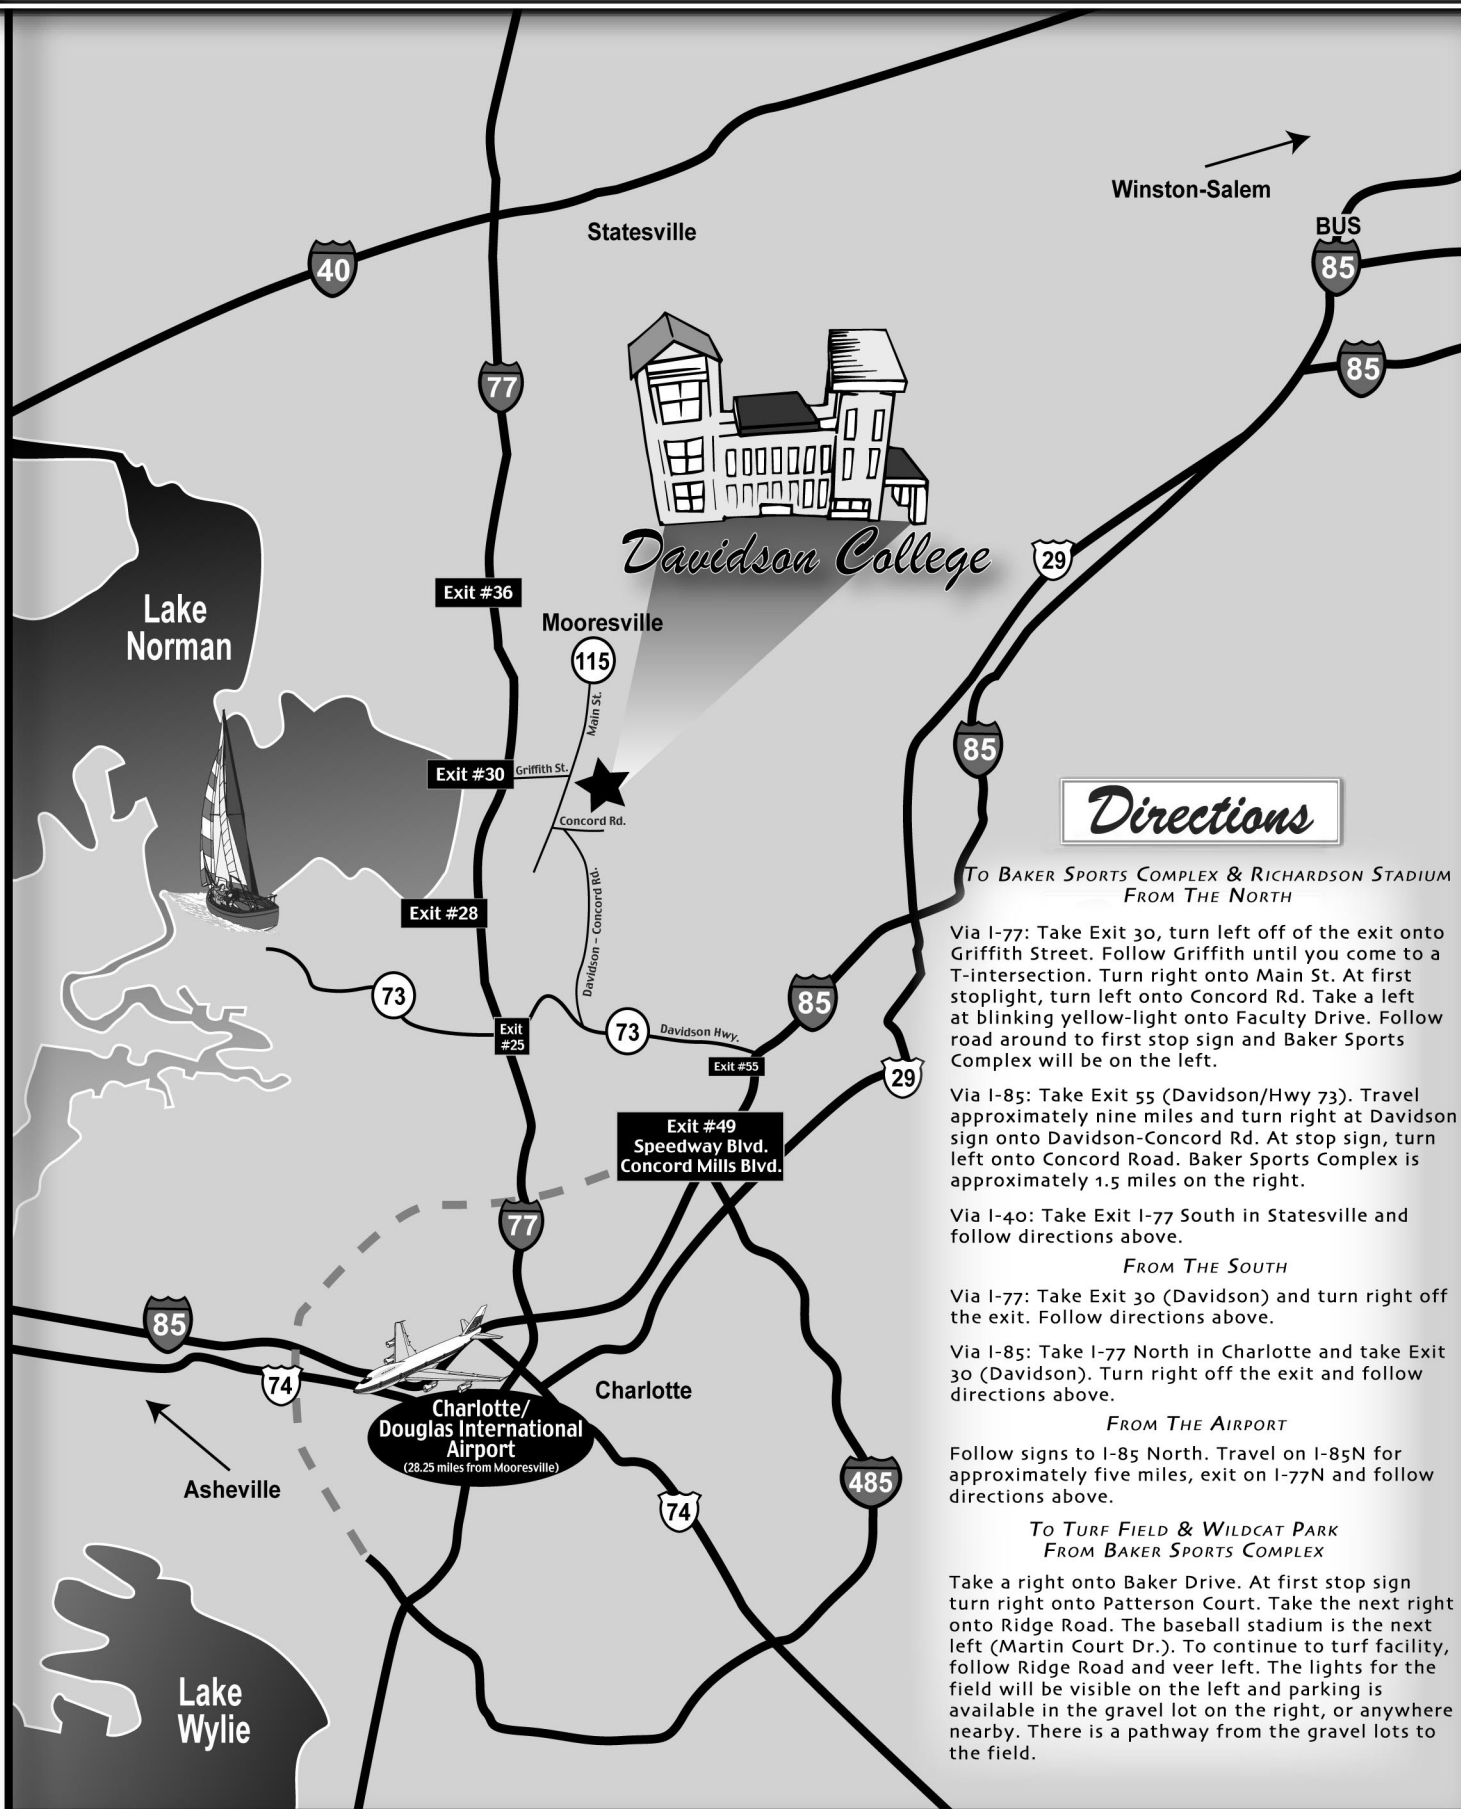 Winston-Salem
BUS
85
Statesville
40
77
85
Davidson College
29
Exit #36
Lake
Norman
Mooresville
115
Main St.
85
Exit #30
Griffith St.
Concord Rd.
Exit #28
Davidson – Concord Rd.
73
85
Exit
#25
73
Davidson Hwy.
Exit #55
29
Exit #49
Speedway Blvd.
Concord Mills Blvd.
77
85
74
Charlotte
Charlotte/
Douglas International
Airport
(28.25 miles from Mooresville)
Asheville
485
74
Lake
Wylie
Directions
To Baker Sports Complex & Richardson Stadium
From The North
Via I-77: Take Exit 30, turn left off of the exit onto
Griffith Street. Follow Griffith until you come to a
T-intersection. Turn right onto Main St. At first
stoplight, turn left onto Concord Rd. Take a left
at blinking yellow-light onto Faculty Drive. Follow
road around to first stop sign and Baker Sports
Complex will be on the left.
Via I-85: Take Exit 55 (Davidson/Hwy 73). Travel
approximately nine miles and turn right at Davidson
sign onto Davidson-Concord Rd. At stop sign, turn
left onto Concord Road. Baker Sports Complex is
approximately 1.5 miles on the right.
Via I-40: Take Exit I-77 South in Statesville and
follow directions above.
From The South
Via I-77: Take Exit 30 (Davidson) and turn right off
the exit. Follow directions above.
Via I-85: Take I-77 North in Charlotte and take Exit
30 (Davidson). Turn right off the exit and follow
directions above.
From The Airport
Follow signs to I-85 North. Travel on I-85N for
approximately five miles, exit on I-77N and follow
directions above.
To Turf Field & Wildcat Park
From Baker Sports Complex
Take a right onto Baker Drive. At first stop sign
turn right onto Patterson Court. Take the next right
onto Ridge Road. The baseball stadium is the next
left (Martin Court Dr.). To continue to turf facility,
follow Ridge Road and veer left. The lights for the
field will be visible on the left and parking is
available in the gravel lot on the right, or anywhere
nearby. There is a pathway from the gravel lots to
the field.